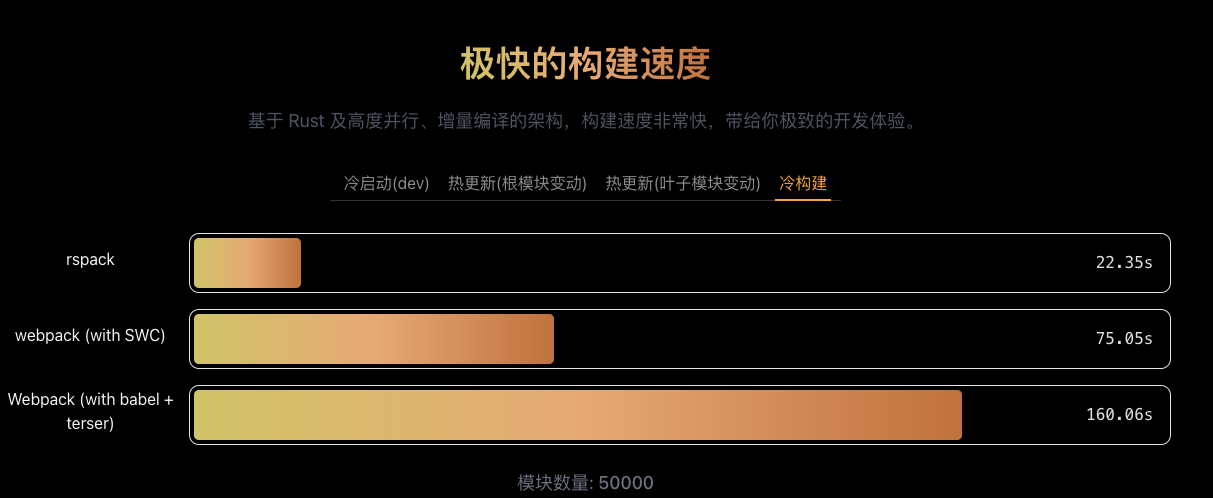 极快的构建速度
基于 Rust 及高度并行、增量编译的架构，构建速度非常快，带给你极致的开发体验。
冷启动(dev) 热更新(根模块变动) 热更新(叶子模块变动) 冷构建
rspack 22.35s
webpack (with SWC) 75.05s
Webpack (with babel +
terser) 160.06s
模块数量: 50000